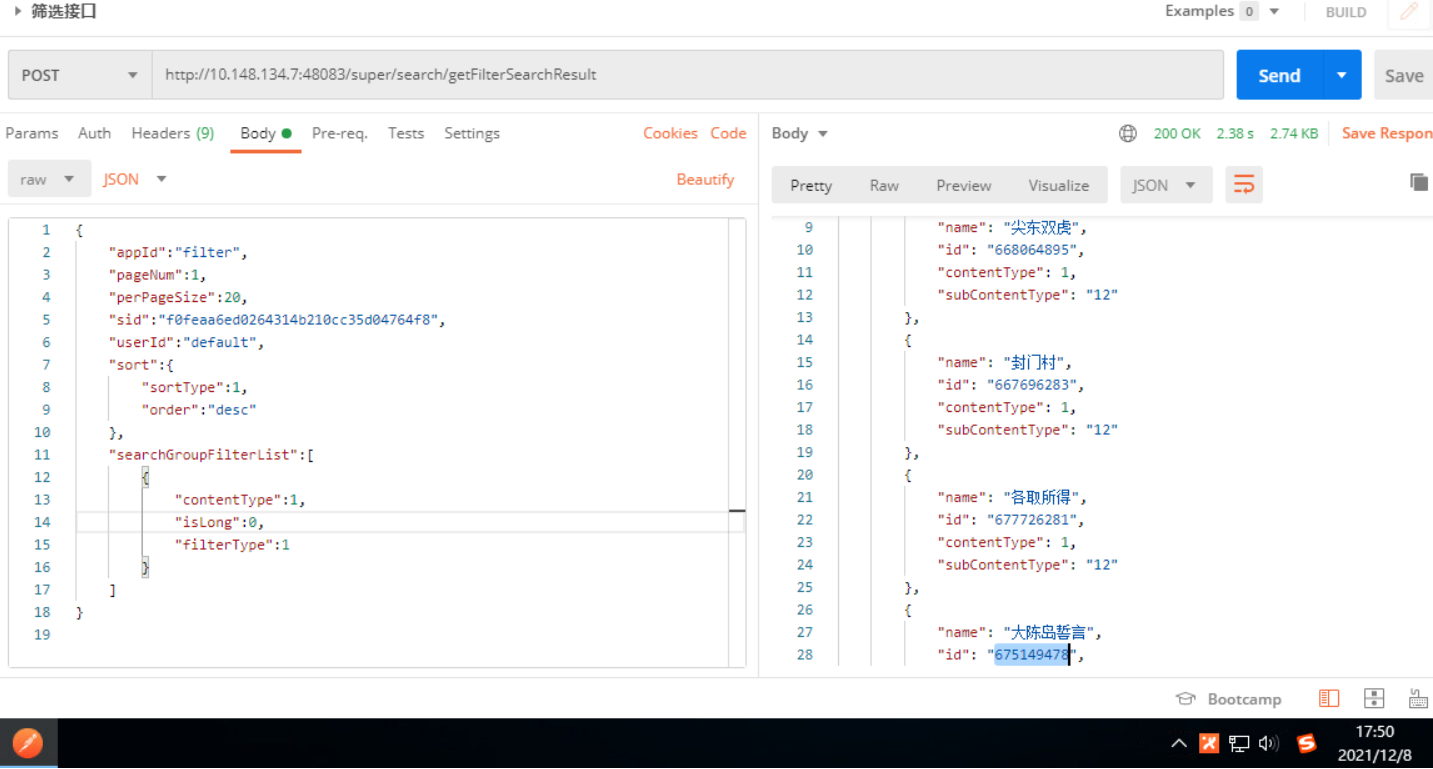 筛选接口
Examples 0
BUILD
POST
http://10.148.134.7:48083/super/search/getFilterSearchResult
Send
Save
Params Auth Headers (9) Body Pre-req. Tests Settings Cookies Code
raw JSON Beautify
1 {
2 "appId":"filter",
3 "pageNum":1,
4 "perPageSize":20,
5 "sid":"f0feaa6ed0264314b210cc35d04764f8",
6 "userId":"default",
7 "sort":{
8 "sortType":1,
9 "order":"desc"
10 },
11 "searchGroupFilterList":[
12 {
13 "contentType":1,
14 "isLong":0,
15 "filterType":1
16 }
17 ]
18 }
19
Body 200 OK 2.38 s 2.74 KB Save Respon
Pretty Raw Preview Visualize JSON
9 "name": "尖东双虎",
10 "id": "668064895",
11 "contentType": 1,
12 "subContentType": "12"
13 },
14 {
15 "name": "封门村",
16 "id": "667696283",
17 "contentType": 1,
18 "subContentType": "12"
19 },
20 {
21 "name": "各取所得",
22 "id": "677726281",
23 "contentType": 1,
24 "subContentType": "12"
25 },
26 {
27 "name": "大陈岛誓言",
28 "id": "675149478",
Bootcamp
17:50
2021/12/8